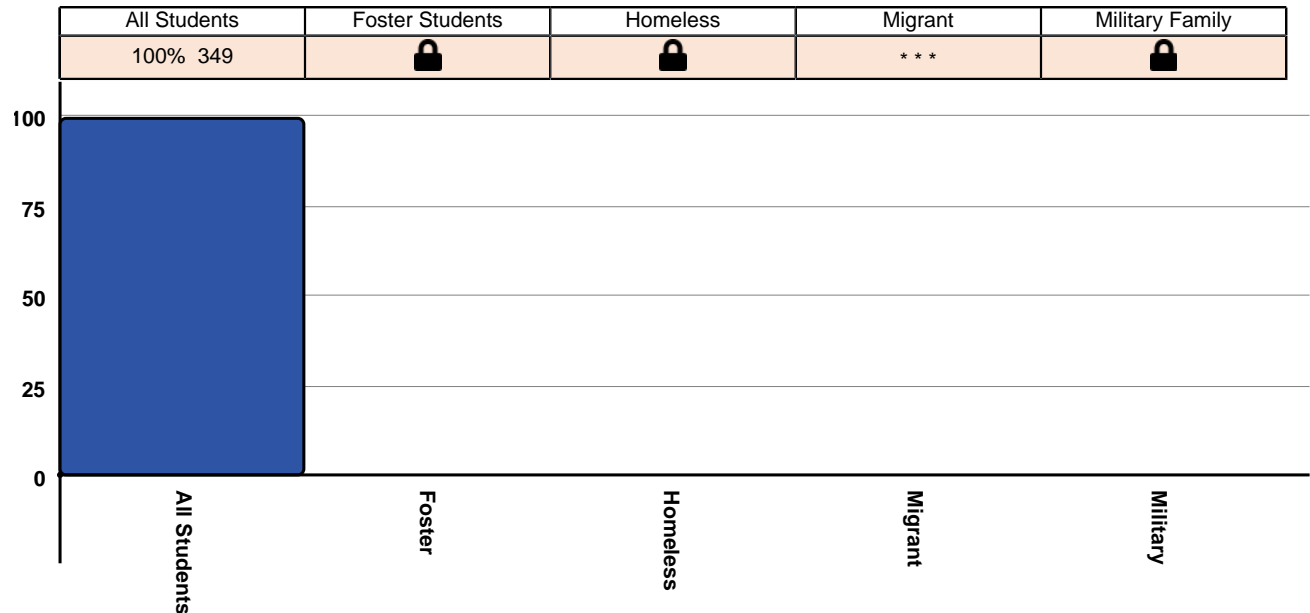 All Students Foster Students Homeless Migrant Military Family
100% 349 * * *
100
75
50
25
0
All Students
Foster
Homeless
Migrant
Military